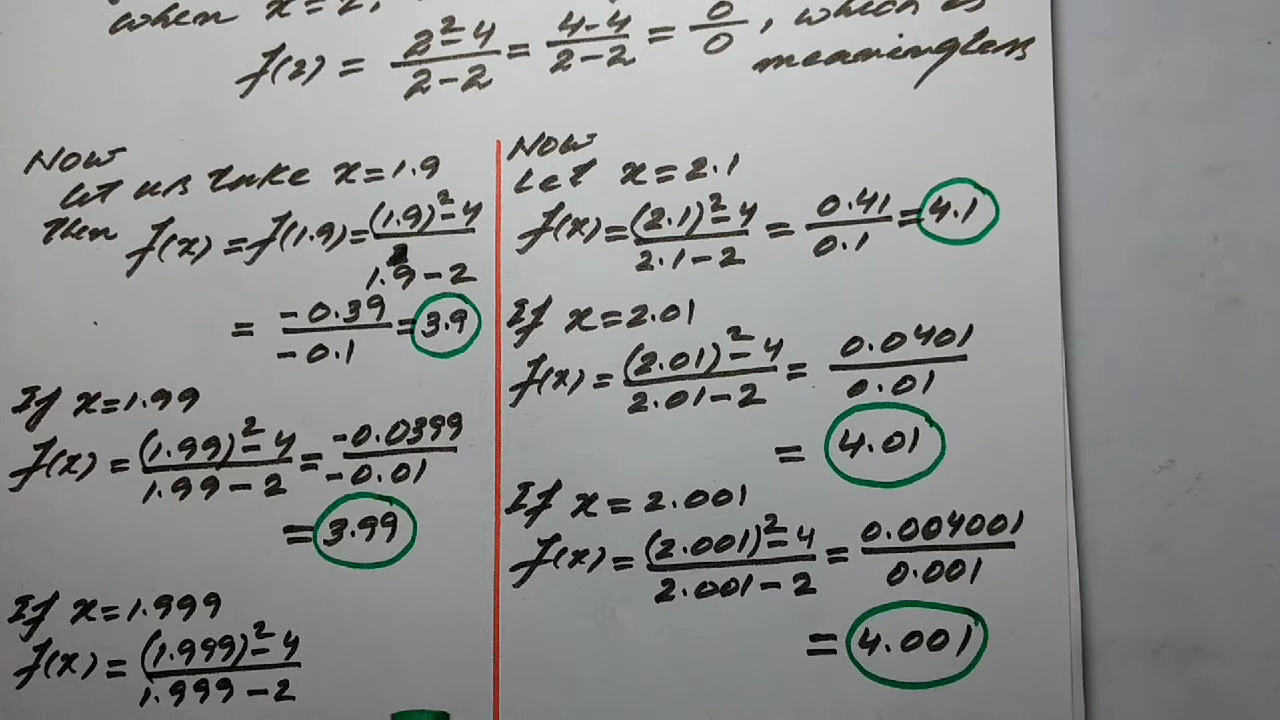 when x=2,
f(2) = (2²-4)/(2-2) = (4-4)/(2-2) = 0/0, which is
meaningless
Now
Let us take x=1.9
Then f(x) = f(1.9) = ((1.9)²-4)/(1.9-2)
= (-0.39)/(-0.1) = 3.9
If x=1.99
f(x) = ((1.99)²-4)/(1.99-2) = (-0.0399)/(-0.01)
= 3.99
If x=1.999
f(x) = ((1.999)²-4)/(1.999-2)
Now
Let x=2.1
f(x) = ((2.1)²-4)/(2.1-2) = 0.41/0.1 = 4.1
If x=2.01
f(x) = ((2.01)²-4)/(2.01-2) = 0.0401/0.01
= 4.01
If x=2.001
f(x) = ((2.001)²-4)/(2.001-2) = 0.004001/0.001
= 4.001